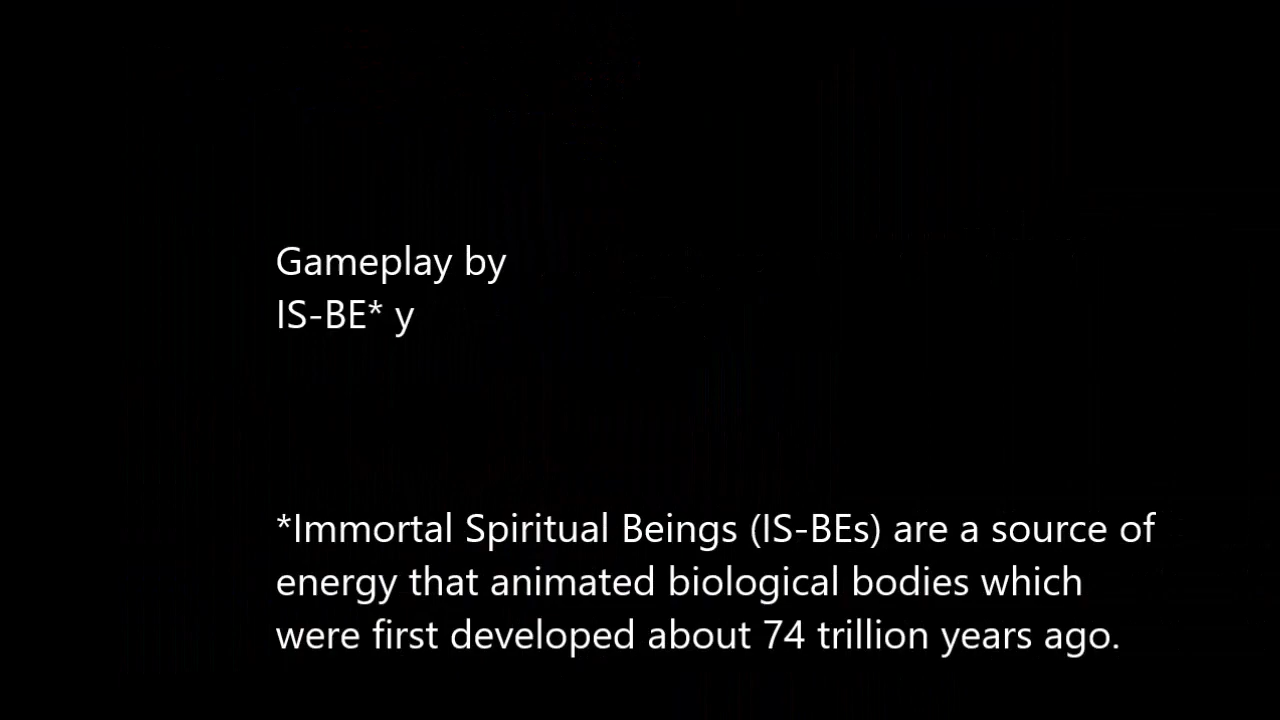 Gameplay by
IS-BE* y
*Immortal Spiritual Beings (IS-BEs) are a source of
energy that animated biological bodies which
were first developed about 74 trillion years ago.